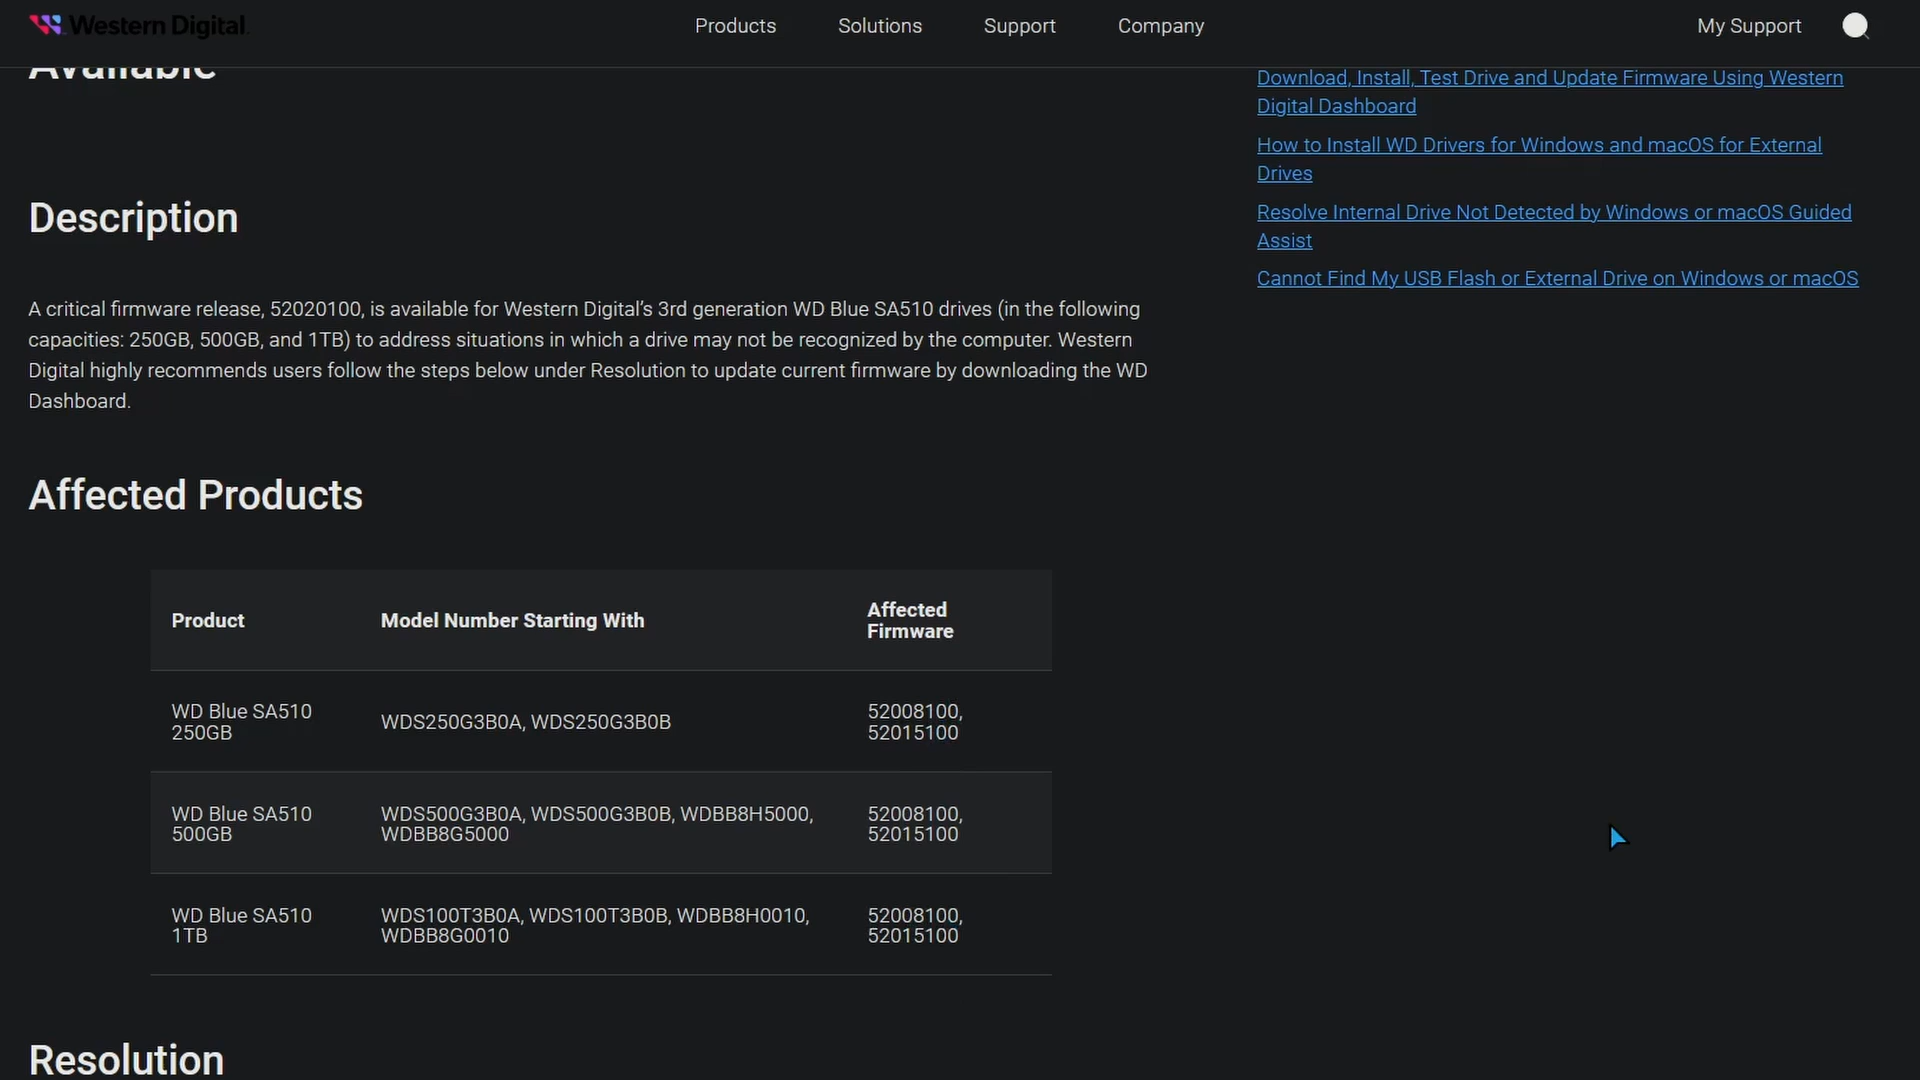 Western Digital
Products
Solutions
Support
Company
My Support
Available
Download, Install, Test Drive and Update Firmware Using Western
Digital Dashboard
How to Install WD Drivers for Windows and macOS for External
Drives
Resolve Internal Drive Not Detected by Windows or macOS Guided
Assist
Cannot Find My USB Flash or External Drive on Windows or macOS
Description
A critical firmware release, 52020100, is available for Western Digital’s 3rd generation WD Blue SA510 drives (in the following
capacities: 250GB, 500GB, and 1TB) to address situations in which a drive may not be recognized by the computer. Western
Digital highly recommends users follow the steps below under Resolution to update current firmware by downloading the WD
Dashboard.
Affected Products
Product
Model Number Starting With
Affected
Firmware
WD Blue SA510
250GB
WDS250G3B0A, WDS250G3B0B
52008100,
52015100
WD Blue SA510
500GB
WDS500G3B0A, WDS500G3B0B, WDBB8H5000,
WDBB8G5000
52008100,
52015100
WD Blue SA510
1TB
WDS100T3B0A, WDS100T3B0B, WDBB8H0010,
WDBB8G0010
52008100,
52015100
Resolution